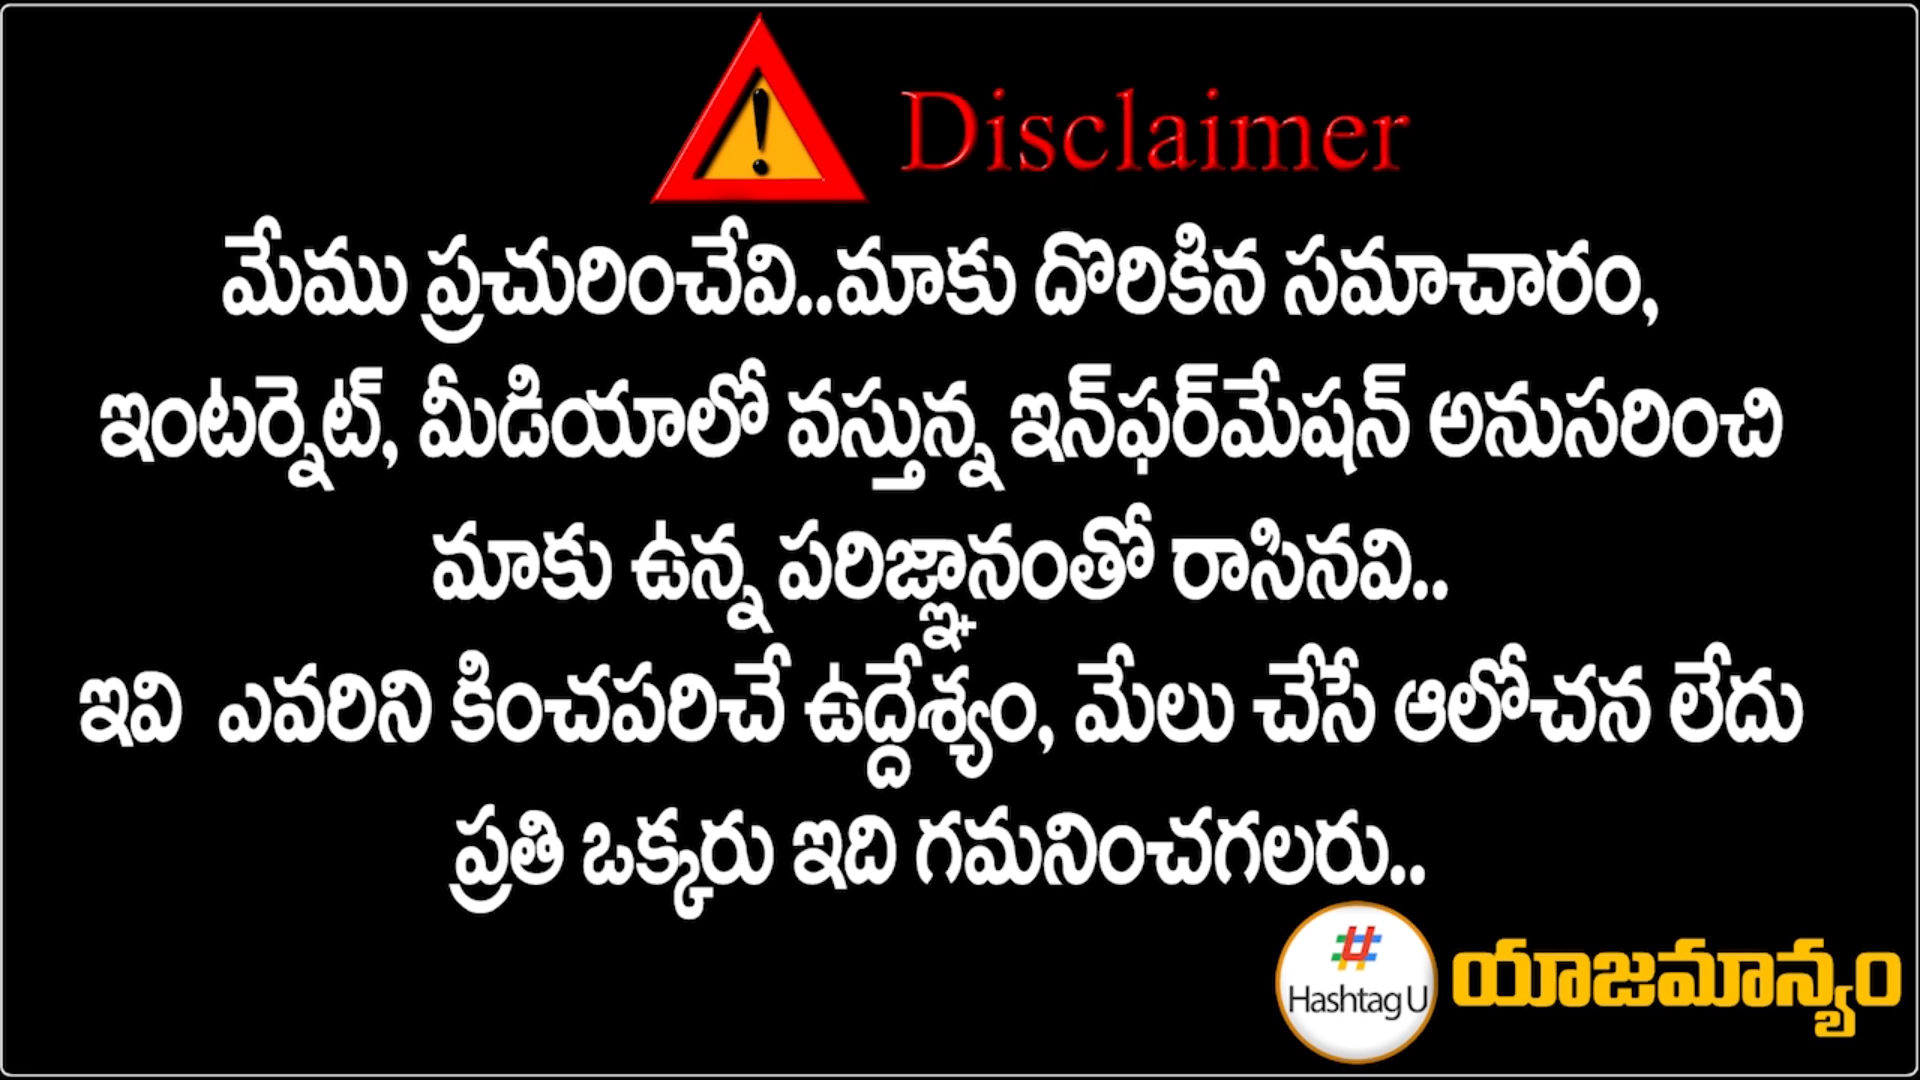 Disclaimer
మేము ప్రచురించేవి..మాకు దొరికిన సమాచారం,
ఇంటర్నెట్, మీడియాలో వస్తున్న ఇన్‌ఫర్‌మేషన్ అనుసరించి
మాకు ఉన్న పరిజ్ఞానంతో రాసినవి..
ఇవి ఎవరిని కించపరిచే ఉద్దేశ్యం, మేలు చేసే ఆలోచన లేదు
ప్రతి ఒక్కరు ఇది గమనించగలరు..
# Hashtag U
యాజమాన్యం